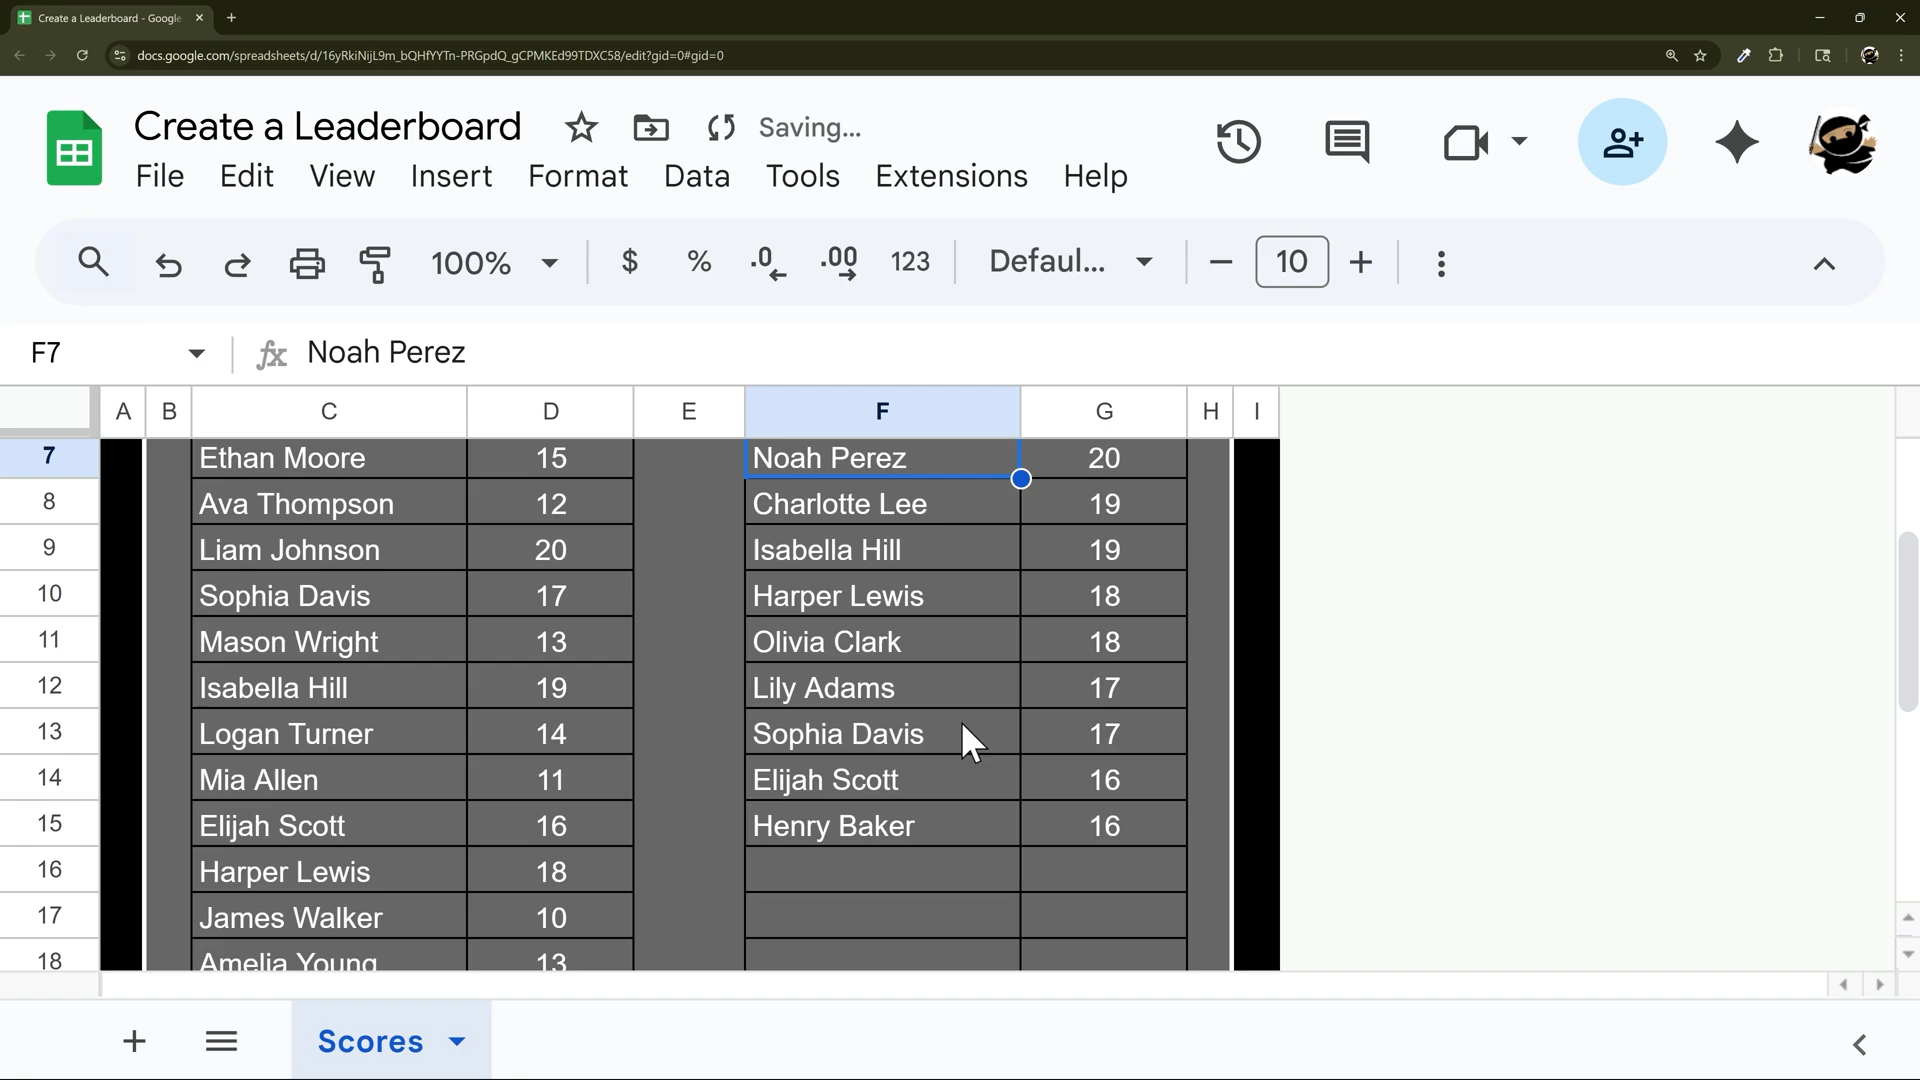 Create a Leaderboard - Google
docs.google.com/spreadsheets/d/16yRkiNijL9m_bQHfYYTn-PRGpdQ_gCPMKEd99TDXC58/edit?gid=0#gid=0
Create a Leaderboard Saving...
File Edit View Insert Format Data Tools Extensions Help
100% $ % .0 .00 123 Defaul... 10
F7 fx Noah Perez
A B C D E F G H I
7 Ethan Moore 15 Noah Perez 20
8 Ava Thompson 12 Charlotte Lee 19
9 Liam Johnson 20 Isabella Hill 19
10 Sophia Davis 17 Harper Lewis 18
11 Mason Wright 13 Olivia Clark 18
12 Isabella Hill 19 Lily Adams 17
13 Logan Turner 14 Sophia Davis 17
14 Mia Allen 11 Elijah Scott 16
15 Elijah Scott 16 Henry Baker 16
16 Harper Lewis 18
17 James Walker 10
18 Amelia Young 13
Scores